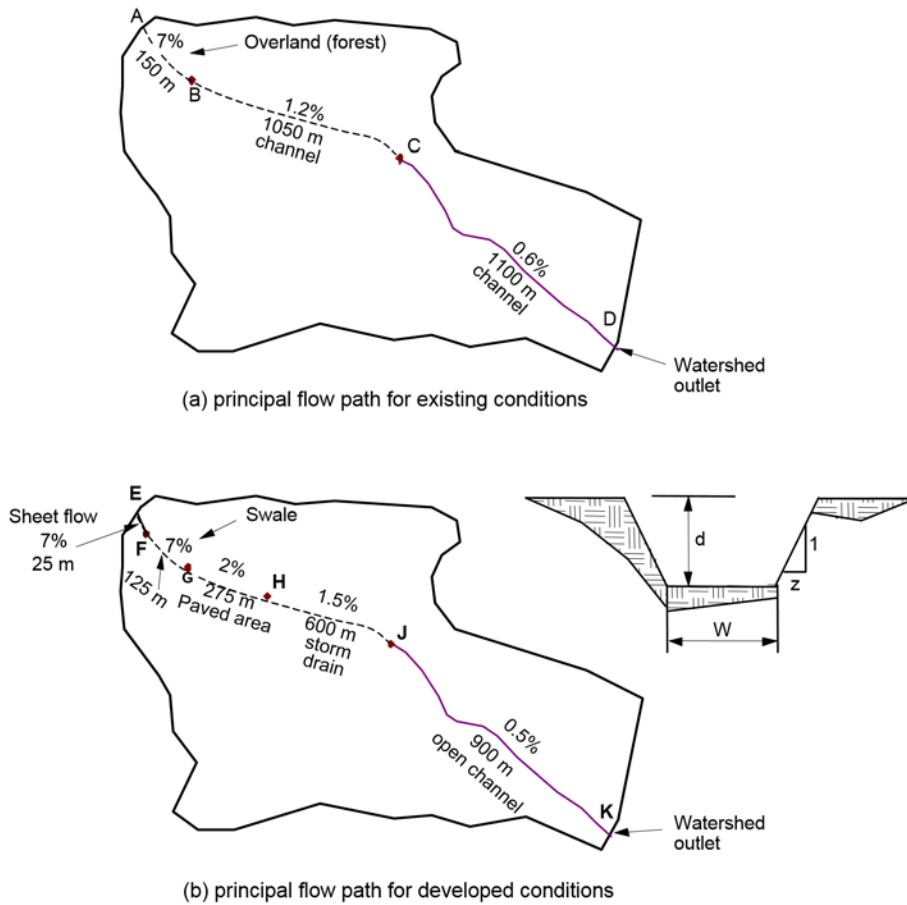 A
7%
Overland (forest)
150 m
B
1.2%
1050 m
channel
C
0.6%
1100 m
channel
D
Watershed
outlet
(a) principal flow path for existing conditions
E
Sheet flow
7%
25 m
F
7%
Swale
125 m
G
2%
275 m
Paved area
H
1.5%
600 m
storm
drain
J
0.5%
900 m
open channel
K
Watershed
outlet
d
1
z
W
(b) principal flow path for developed conditions